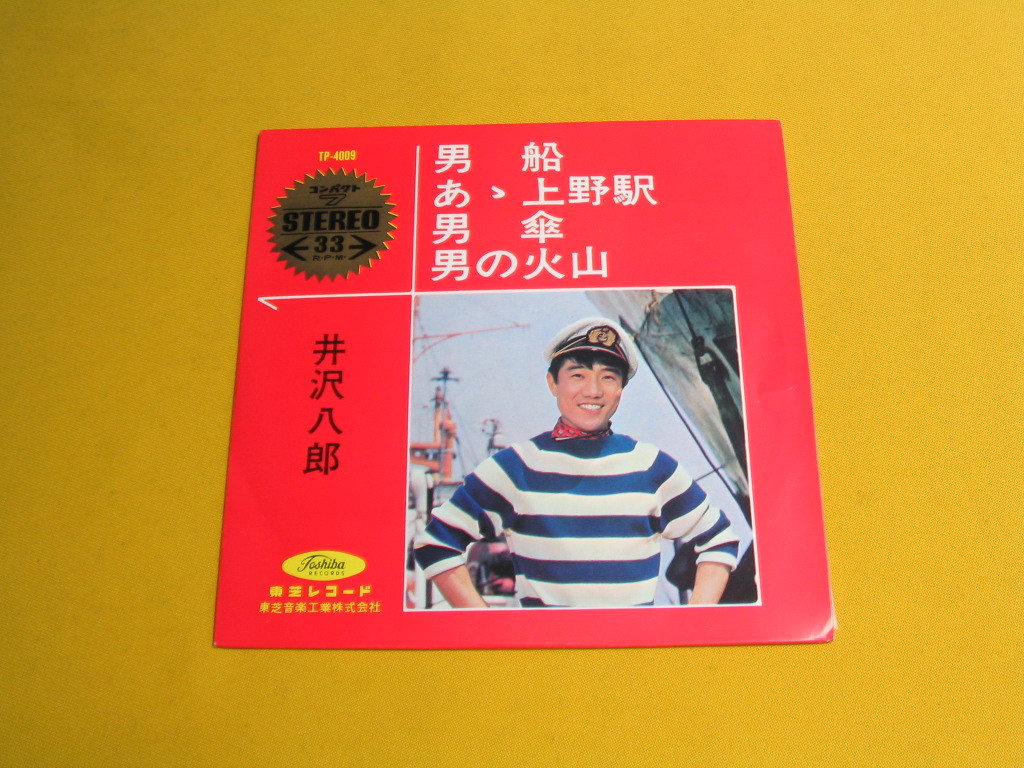 TP-4009
コンパクト
7
STEREO
33
R・P・M・
男 船
あゝ上野駅
男 傘
男の火山
井沢八郎
Toshiba
RECORDS
東芝レコード
東芝音楽工業株式会社